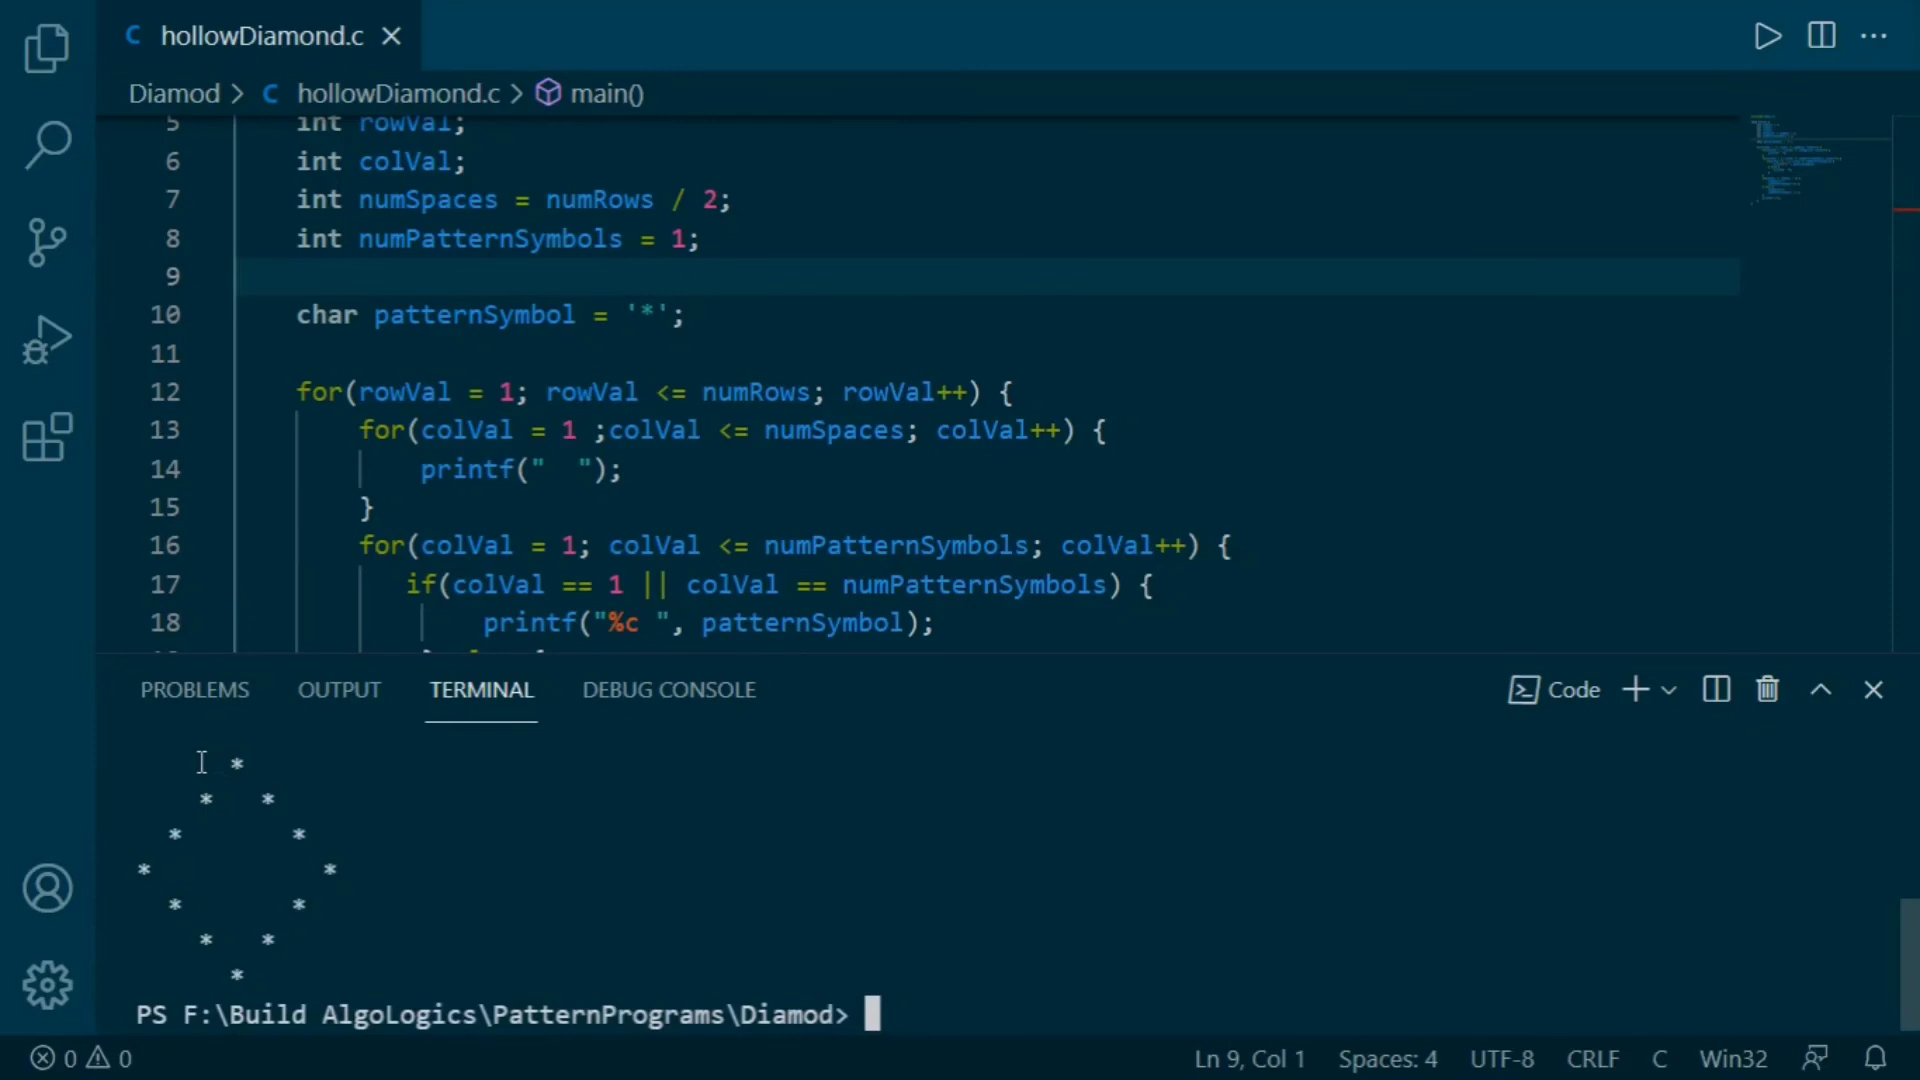 C hollowDiamond.c
Diamod > C hollowDiamond.c > main()
5 int rowVal;
6 int colVal;
7 int numSpaces = numRows / 2;
8 int numPatternSymbols = 1;
9
10 char patternSymbol = '*';
11
12 for(rowVal = 1; rowVal <= numRows; rowVal++) {
13 for(colVal = 1 ;colVal <= numSpaces; colVal++) {
14 printf("  ");
15 }
16 for(colVal = 1; colVal <= numPatternSymbols; colVal++) {
17 if(colVal == 1 || colVal == numPatternSymbols) {
18 printf("%c ", patternSymbol);
PROBLEMS OUTPUT TERMINAL DEBUG CONSOLE Code
      *
    *   *
  *       *
*           *
  *       *
    *   *
      *
PS F:\Build AlgoLogics\PatternPrograms\Diamod>
0 0 Ln 9, Col 1 Spaces: 4 UTF-8 CRLF C Win32